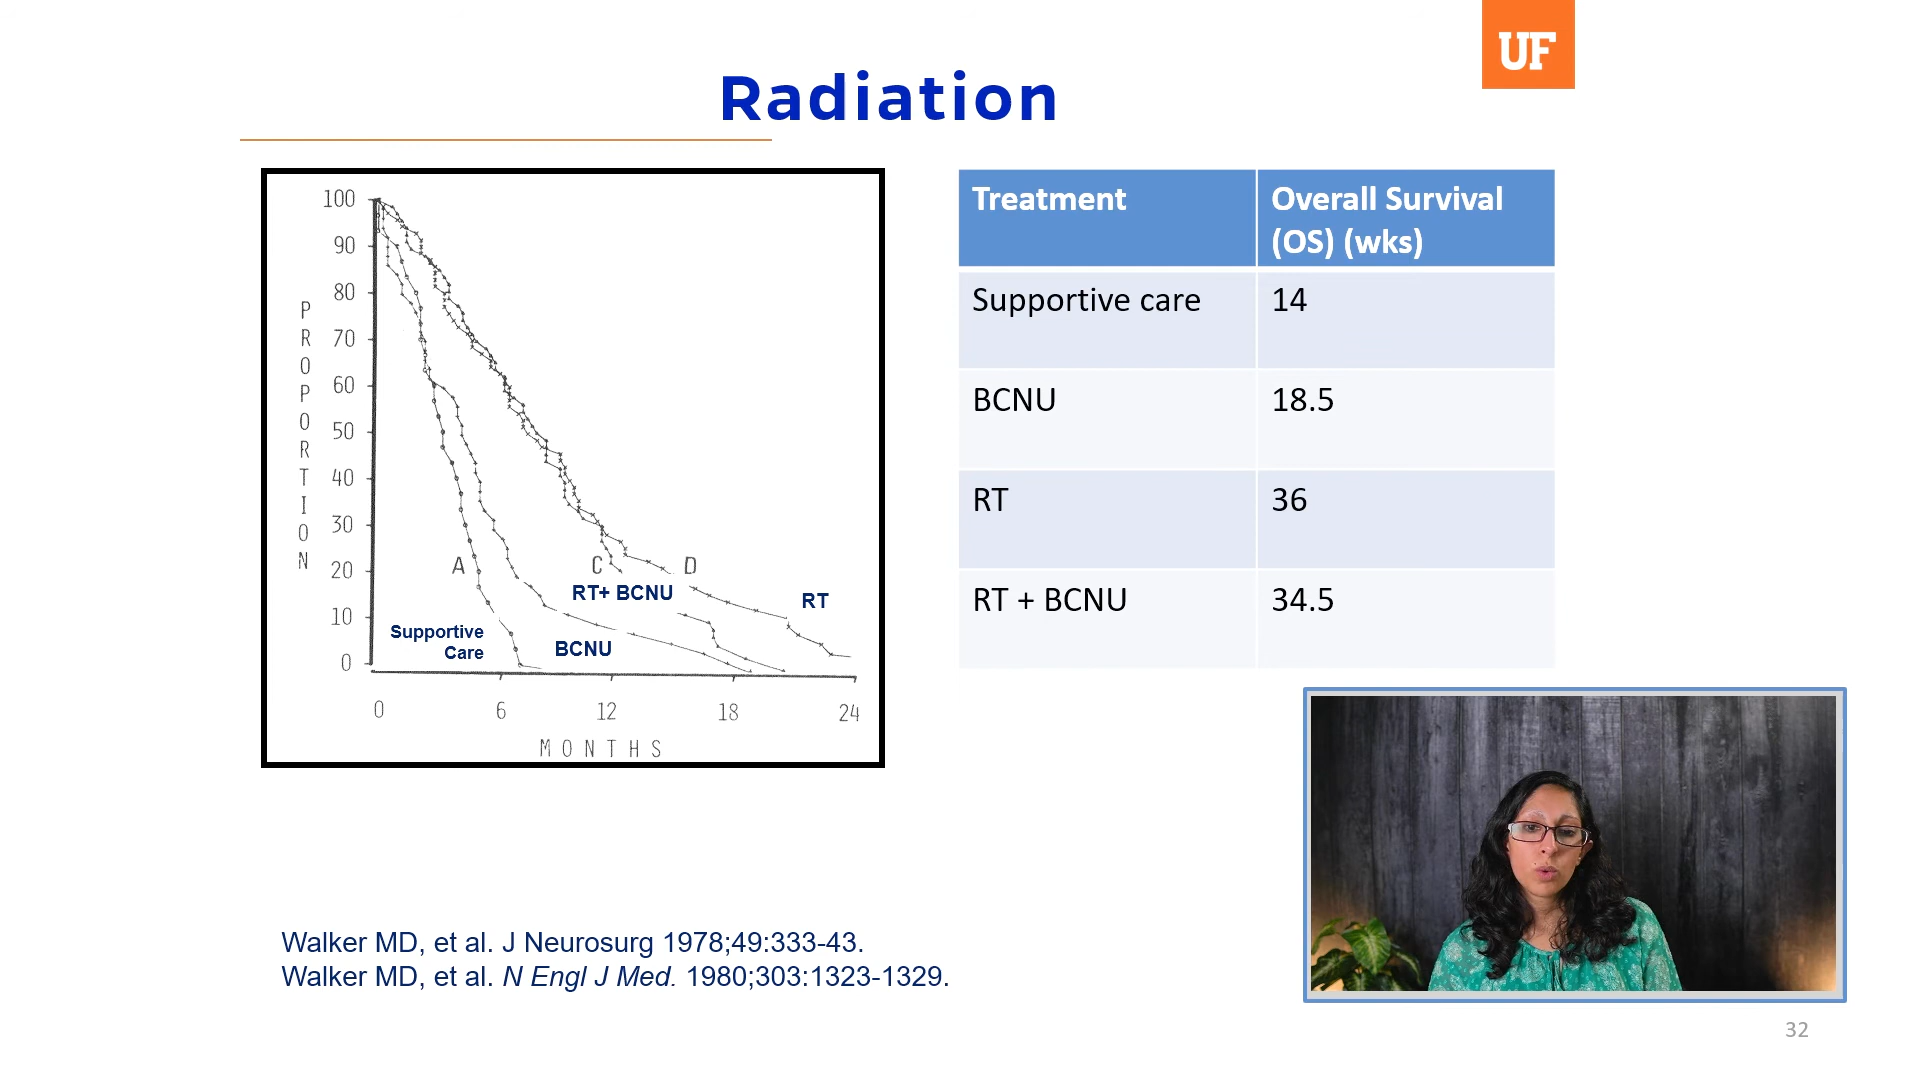 UF
Radiation
100
90
80
70
60
50
40
30
20
10
0
PROPORTION
A
C
D
RT+ BCNU
RT
Supportive
Care
BCNU
0 6 12 18 24
MONTHS
Treatment Overall Survival
(OS) (wks)
Supportive care 14
BCNU 18.5
RT 36
RT + BCNU 34.5
Walker MD, et al. J Neurosurg 1978;49:333-43.
Walker MD, et al. N Engl J Med. 1980;303:1323-1329.
32